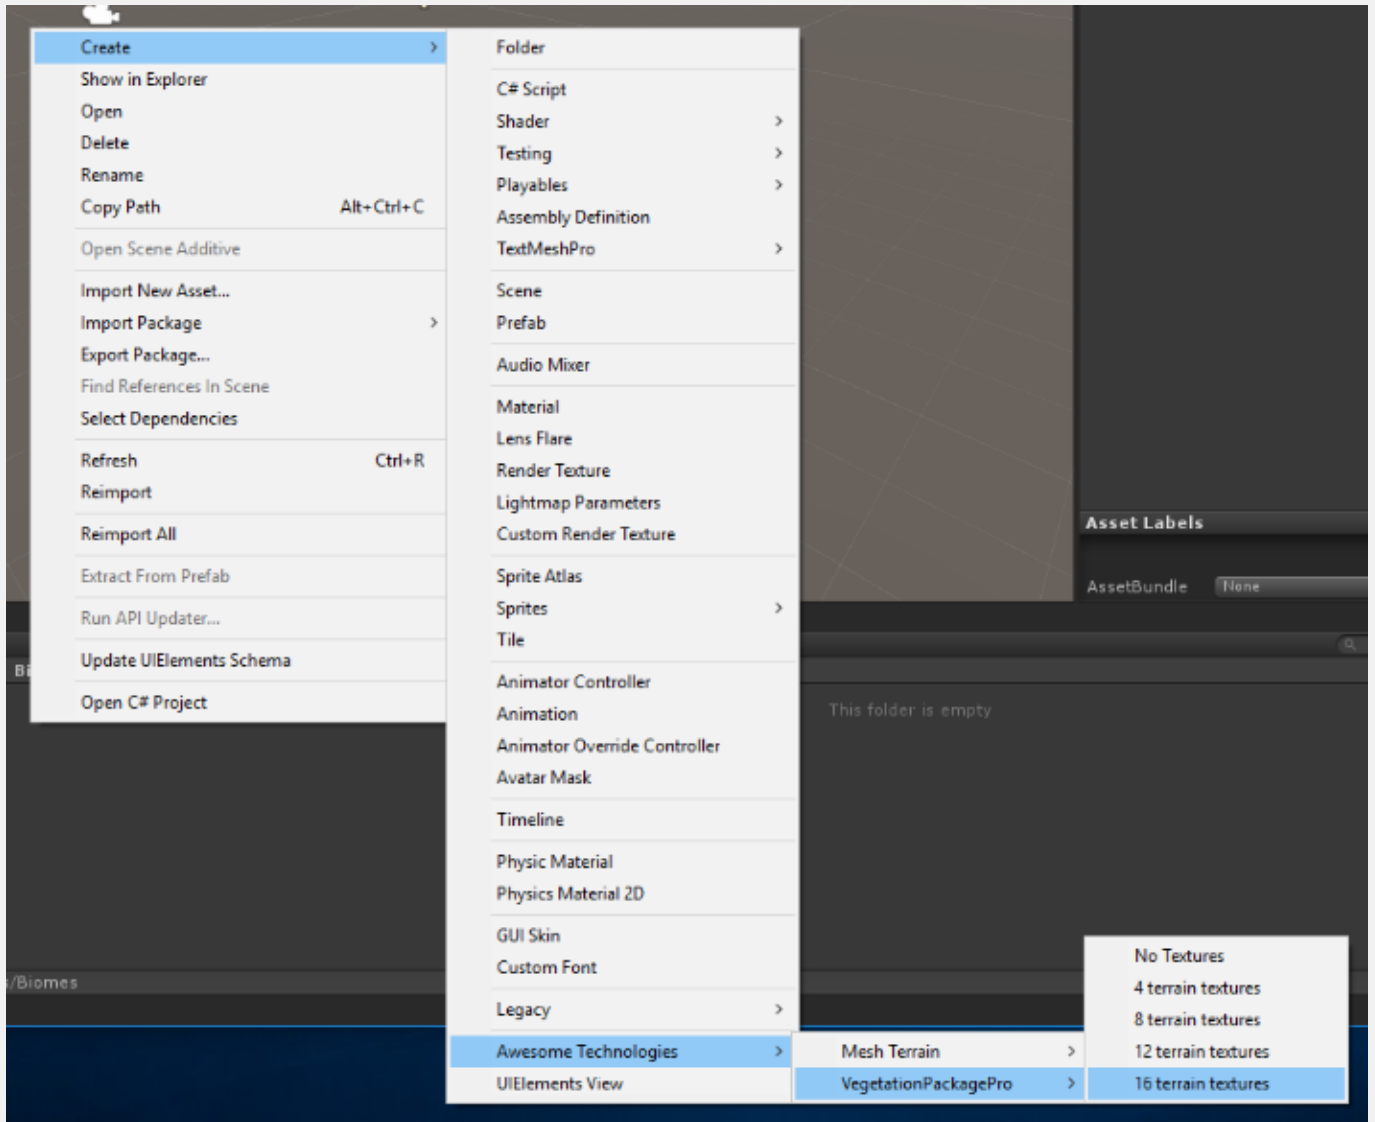 Create
Show in Explorer
Open
Delete
Rename
Copy Path Alt+Ctrl+C
Open Scene Additive
Import New Asset...
Import Package
Export Package...
Find References In Scene
Select Dependencies
Refresh Ctrl+R
Reimport
Reimport All
Extract From Prefab
Run API Updater...
Update UIElements Schema
Open C# Project
Folder
C# Script
Shader
Testing
Playables
Assembly Definition
TextMeshPro
Scene
Prefab
Audio Mixer
Material
Lens Flare
Render Texture
Lightmap Parameters
Custom Render Texture
Sprite Atlas
Sprites
Tile
Animator Controller
Animation
Animator Override Controller
Avatar Mask
Timeline
Physic Material
Physics Material 2D
GUI Skin
Custom Font
Legacy
Awesome Technologies
UIElements View
Mesh Terrain
VegetationPackagePro
No Textures
4 terrain textures
8 terrain textures
12 terrain textures
16 terrain textures
Asset Labels
AssetBundle None
Bi
This folder is empty
/Biomes